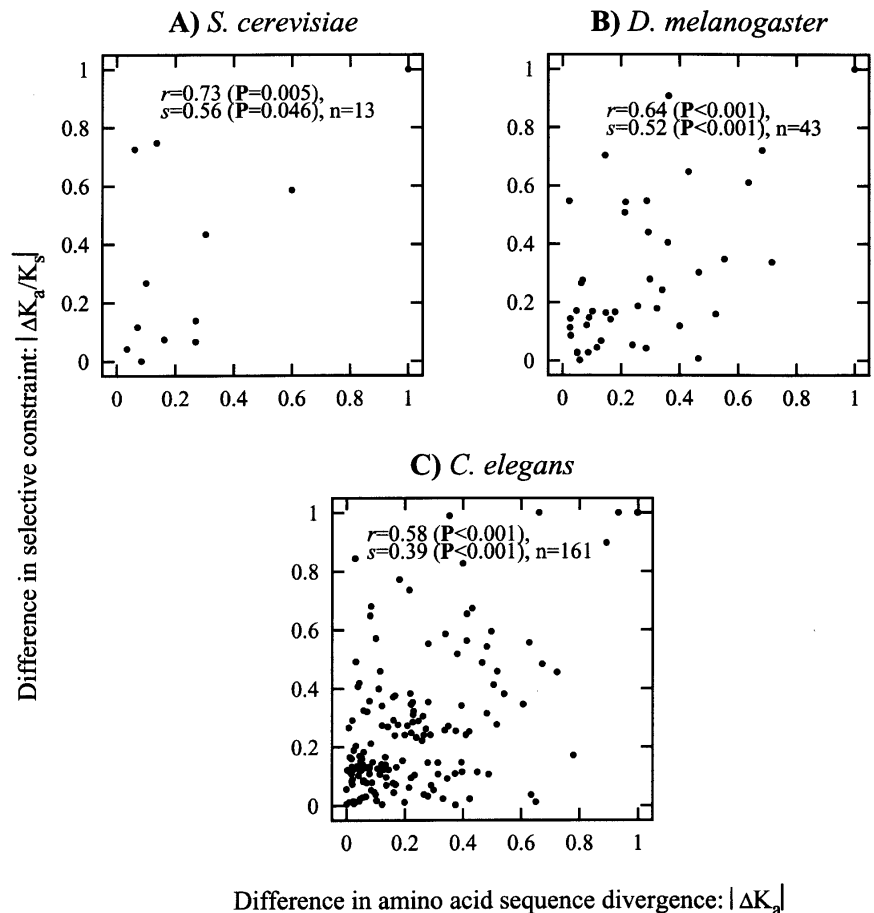 A) S. cerevisiae
1
0.8
0.6
0.4
0.2
0
r=0.73 (P=0.005),
s=0.56 (P=0.046), n=13
0 0.2 0.4 0.6 0.8 1
B) D. melanogaster
1
0.8
0.6
0.4
0.2
0
r=0.64 (P<0.001),
s=0.52 (P<0.001), n=43
0 0.2 0.4 0.6 0.8 1
Difference in selective constraint: |ΔKa/Ks|
C) C. elegans
1
0.8
0.6
0.4
0.2
0
r=0.58 (P<0.001),
s=0.39 (P<0.001), n=161
0 0.2 0.4 0.6 0.8 1
Difference in amino acid sequence divergence: |ΔKa|